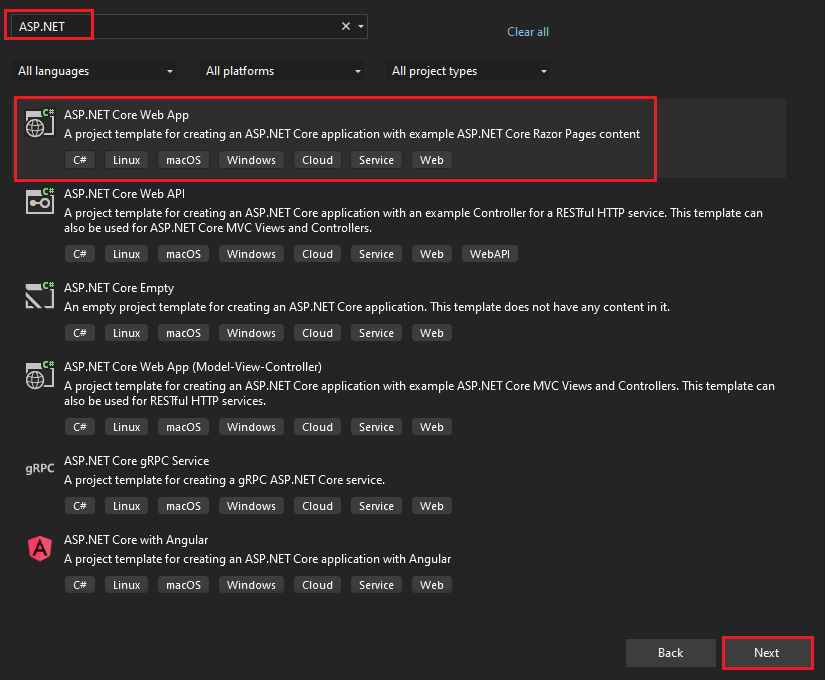 ASP.NET
Clear all
All languages
All platforms
All project types
C#
ASP.NET Core Web App
A project template for creating an ASP.NET Core application with example ASP.NET Core Razor Pages content
C# Linux macOS Windows Cloud Service Web
C#
ASP.NET Core Web API
A project template for creating an ASP.NET Core application with an example Controller for a RESTful HTTP service. This template can
also be used for ASP.NET Core MVC Views and Controllers.
C# Linux macOS Windows Cloud Service Web WebAPI
C#
ASP.NET Core Empty
An empty project template for creating an ASP.NET Core application. This template does not have any content in it.
C# Linux macOS Windows Cloud Service Web
C#
ASP.NET Core Web App (Model-View-Controller)
A project template for creating an ASP.NET Core application with example ASP.NET Core MVC Views and Controllers. This template can
also be used for RESTful HTTP services.
C# Linux macOS Windows Cloud Service Web
gRPC
ASP.NET Core gRPC Service
A project template for creating a gRPC ASP.NET Core service.
C# Linux macOS Windows Cloud Service Web
A
ASP.NET Core with Angular
A project template for creating an ASP.NET Core application with Angular
C# Linux macOS Windows Cloud Service Web
Back
Next